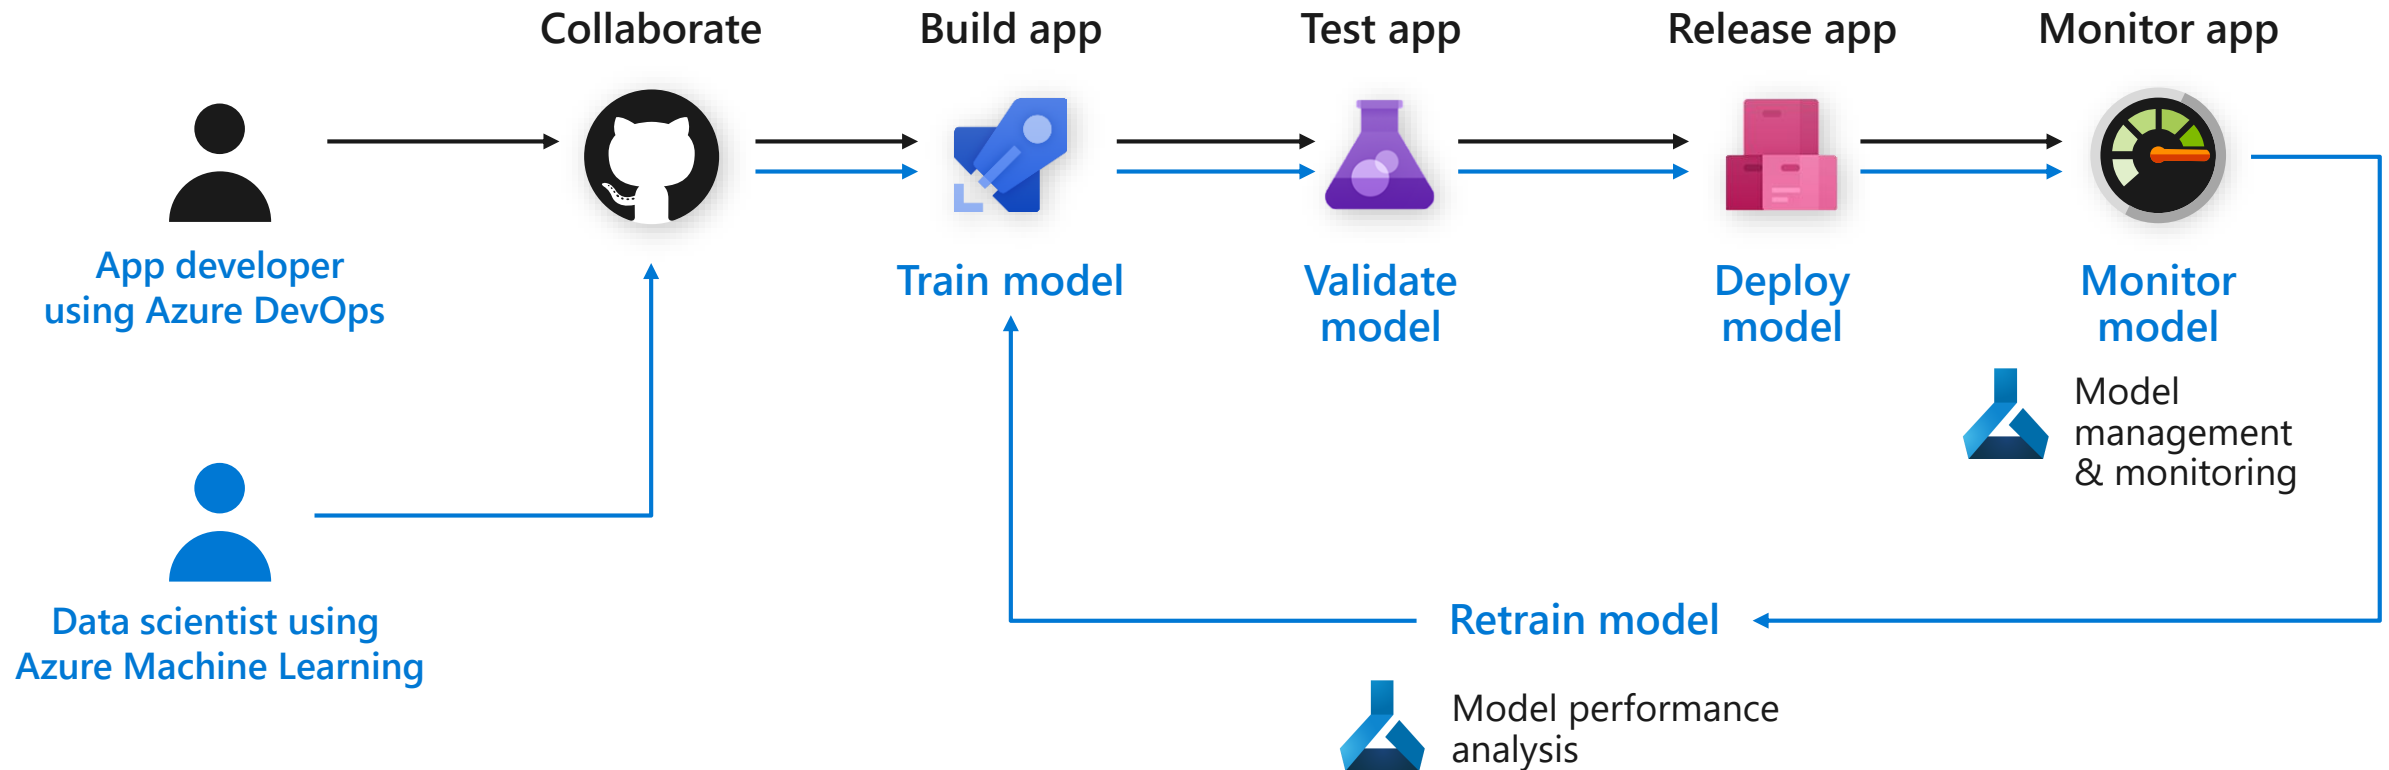 Collaborate
Build app
Test app
Release app
Monitor app
App developer
using Azure DevOps
Train model
Validate
model
Deploy
model
Monitor
model
Model
management
& monitoring
Data scientist using
Azure Machine Learning
Retrain model
Model performance
analysis